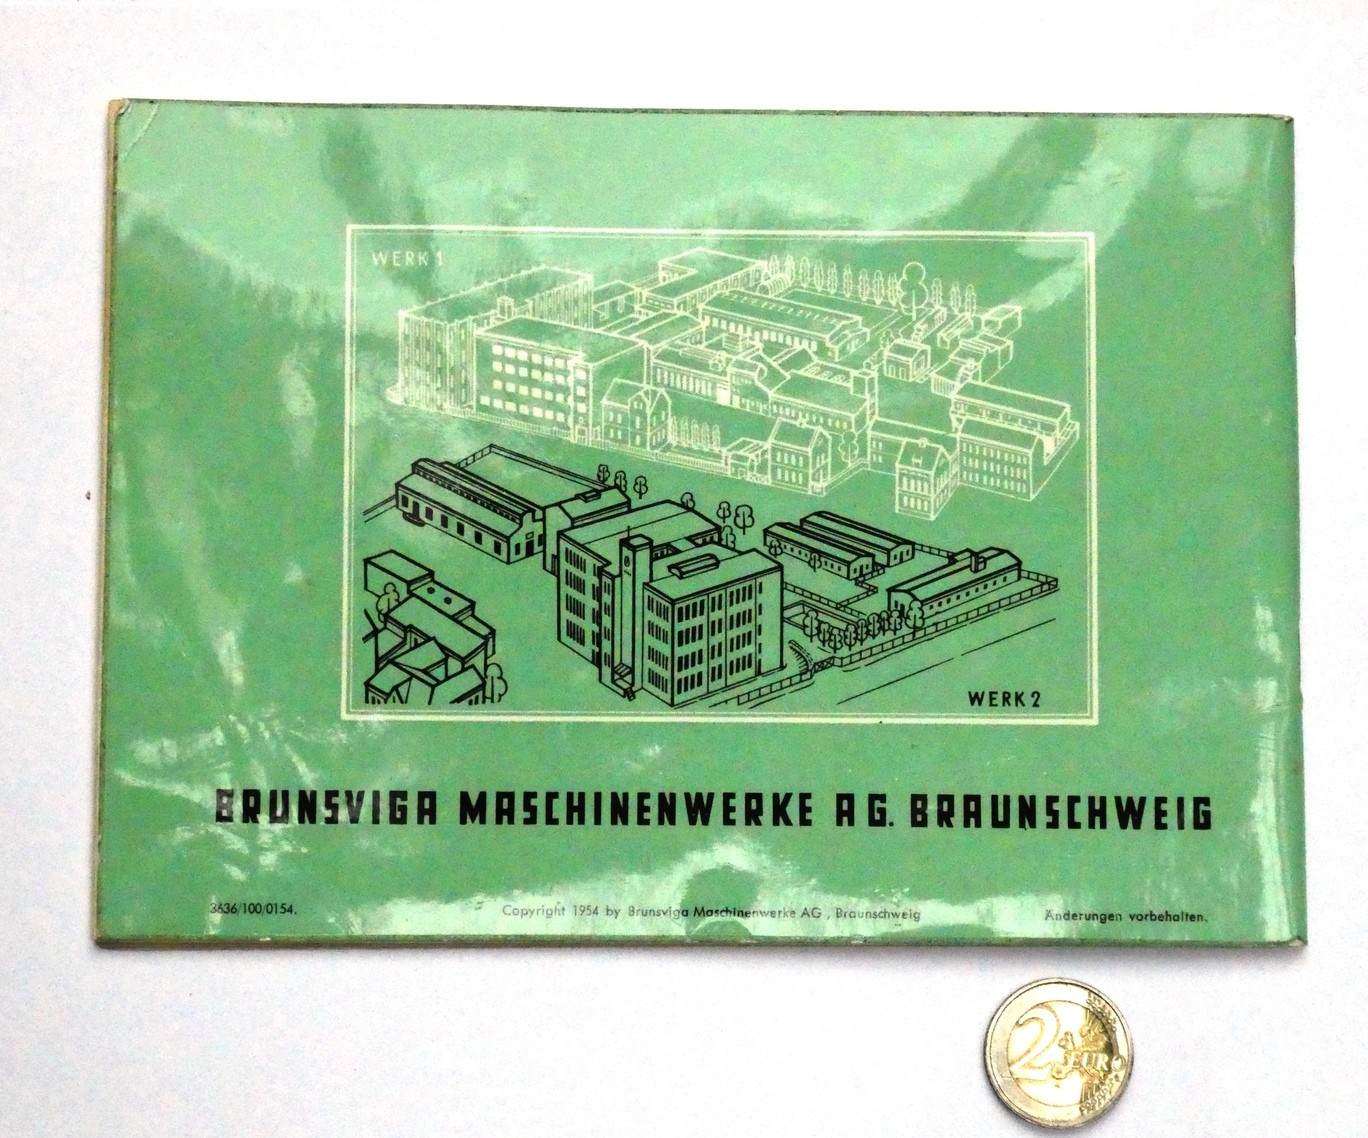 WERK 1
WERK 2
BRUNSVIGA MASCHINENWERKE AG. BRAUNSCHWEIG
3636/100/0154.
Copyright 1954 by Brunsviga Maschinenwerke AG., Braunschweig
Änderungen vorbehalten.
2 EURO